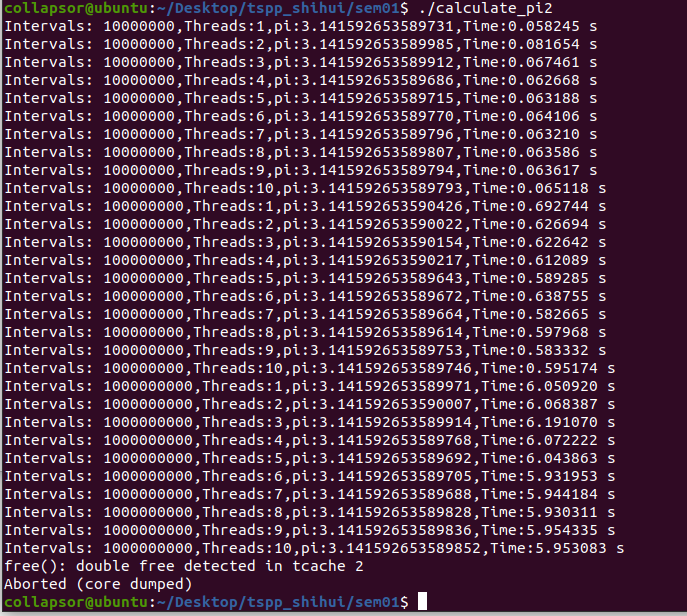 collapsor@ubuntu:~/Desktop/tspp_shihui/sem01$ ./calculate_pi2
Intervals: 10000000,Threads:1,pi:3.141592653589731,Time:0.058245 s
Intervals: 10000000,Threads:2,pi:3.141592653589985,Time:0.081654 s
Intervals: 10000000,Threads:3,pi:3.141592653589912,Time:0.067461 s
Intervals: 10000000,Threads:4,pi:3.141592653589686,Time:0.062668 s
Intervals: 10000000,Threads:5,pi:3.141592653589715,Time:0.063188 s
Intervals: 10000000,Threads:6,pi:3.141592653589770,Time:0.064106 s
Intervals: 10000000,Threads:7,pi:3.141592653589796,Time:0.063210 s
Intervals: 10000000,Threads:8,pi:3.141592653589807,Time:0.063586 s
Intervals: 10000000,Threads:9,pi:3.141592653589794,Time:0.063617 s
Intervals: 10000000,Threads:10,pi:3.141592653589793,Time:0.065118 s
Intervals: 100000000,Threads:1,pi:3.141592653590426,Time:0.692744 s
Intervals: 100000000,Threads:2,pi:3.141592653590022,Time:0.626694 s
Intervals: 100000000,Threads:3,pi:3.141592653590154,Time:0.622642 s
Intervals: 100000000,Threads:4,pi:3.141592653590217,Time:0.612089 s
Intervals: 100000000,Threads:5,pi:3.141592653589643,Time:0.589285 s
Intervals: 100000000,Threads:6,pi:3.141592653589672,Time:0.638755 s
Intervals: 100000000,Threads:7,pi:3.141592653589664,Time:0.582665 s
Intervals: 100000000,Threads:8,pi:3.141592653589614,Time:0.597968 s
Intervals: 100000000,Threads:9,pi:3.141592653589753,Time:0.583332 s
Intervals: 100000000,Threads:10,pi:3.141592653589746,Time:0.595174 s
Intervals: 1000000000,Threads:1,pi:3.141592653589971,Time:6.050920 s
Intervals: 1000000000,Threads:2,pi:3.141592653590007,Time:6.068387 s
Intervals: 1000000000,Threads:3,pi:3.141592653589914,Time:6.191070 s
Intervals: 1000000000,Threads:4,pi:3.141592653589768,Time:6.072222 s
Intervals: 1000000000,Threads:5,pi:3.141592653589692,Time:6.043863 s
Intervals: 1000000000,Threads:6,pi:3.141592653589705,Time:5.931953 s
Intervals: 1000000000,Threads:7,pi:3.141592653589688,Time:5.944184 s
Intervals: 1000000000,Threads:8,pi:3.141592653589828,Time:5.930311 s
Intervals: 1000000000,Threads:9,pi:3.141592653589836,Time:5.954335 s
Intervals: 1000000000,Threads:10,pi:3.141592653589852,Time:5.953083 s
free(): double free detected in tcache 2
Aborted (core dumped)
collapsor@ubuntu:~/Desktop/tspp_shihui/sem01$